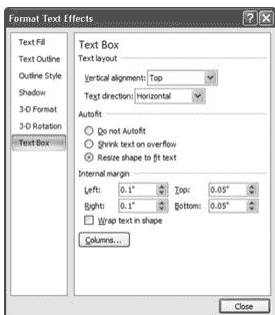 Format Text Effects
Text Fill
Text Outline
Outline Style
Shadow
3-D Format
3-D Rotation
Text Box
Text Box
Text layout
Vertical alignment: Top
Text direction: Horizontal
Autofit
Do not Autofit
Shrink text on overflow
Resize shape to fit text
Internal margin
Left: 0.1" Top: 0.05"
Right: 0.1" Bottom: 0.05"
Wrap text in shape
Columns...
Close